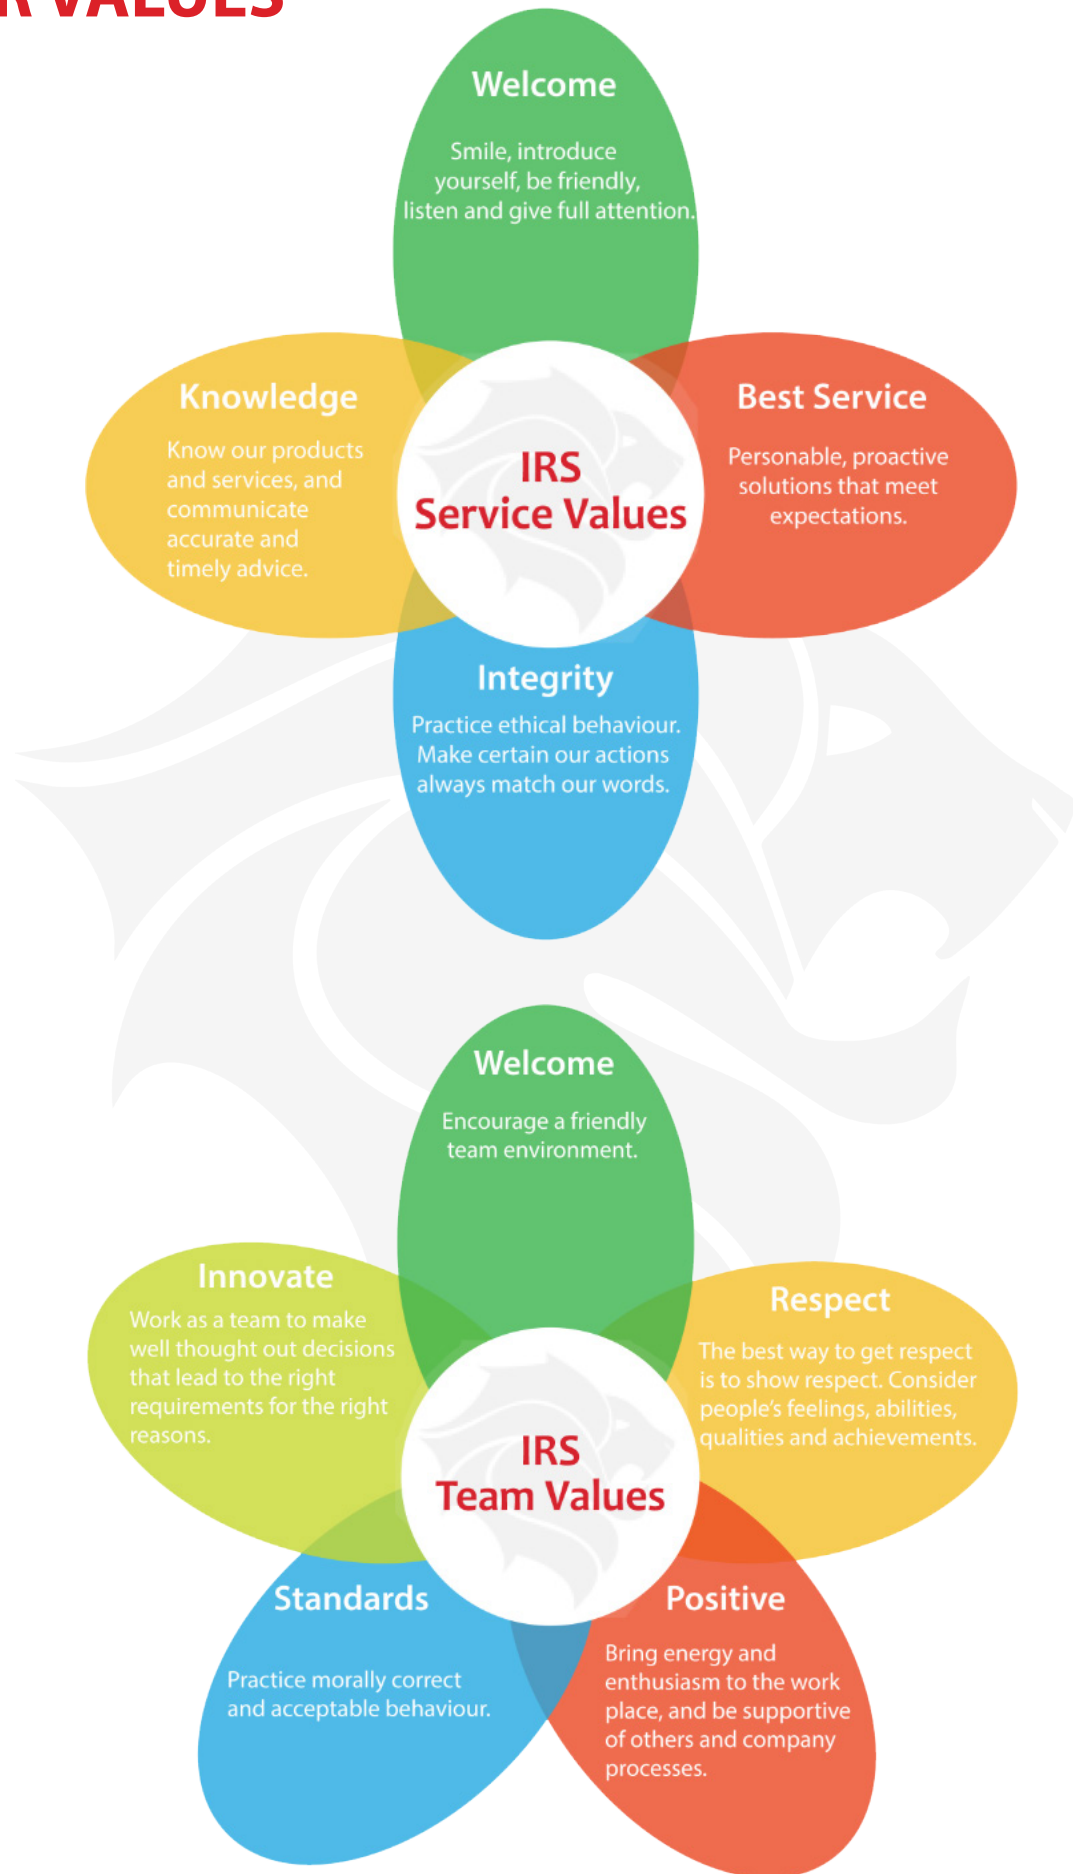 R VALUES
Welcome
Smile, introduce
yourself, be friendly,
listen and give full attention.
Knowledge
Know our products
and services, and
communicate
accurate and
timely advice.
IRS
Service Values
Best Service
Personable, proactive
solutions that meet
expectations.
Integrity
Practice ethical behaviour.
Make certain our actions
always match our words.
Welcome
Encourage a friendly
team environment.
Innovate
Work as a team to make
well thought out decisions
that lead to the right
requirements for the right
reasons.
Respect
The best way to get respect
is to show respect. Consider
people's feelings, abilities,
qualities and achievements.
IRS
Team Values
Standards
Practice morally correct
and acceptable behaviour.
Positive
Bring energy and
enthusiasm to the work
place, and be supportive
of others and company
processes.